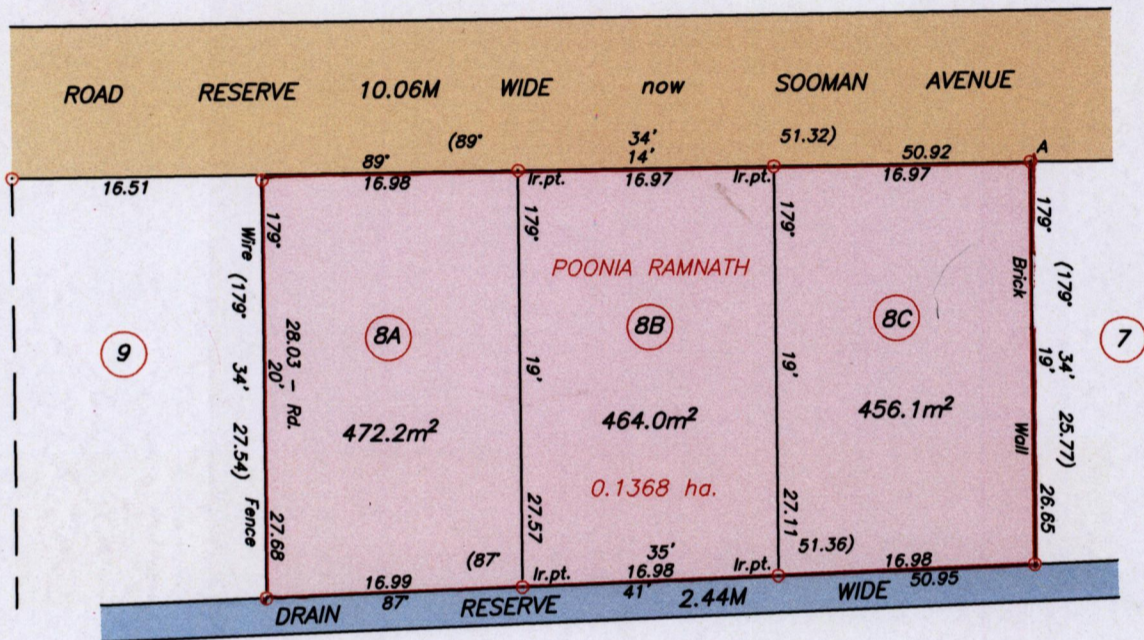 ROAD RESERVE 10.06M WIDE now SOOMAN AVENUE
(89° 34' 51.32)
89° 14' 50.92 A
16.51 16.98 Ir.pt. 16.97 Ir.pt. 16.97
179° 179° 179° 179°
Wire Fence
(179° 34' 27.54)
28.03 - Rd.
20'
27.68
POONIA RAMNATH
Brick Wall
(179° 34' 25.77)
9 8A 8B 8C 7
19' 19' 19'
472.2m² 464.0m² 456.1m²
0.1368 ha.
27.57 27.11 26.65
(87° 35' 51.36)
16.99 Ir.pt. 16.98 Ir.pt. 16.98
87° 41' 50.95
DRAIN RESERVE 2.44M WIDE